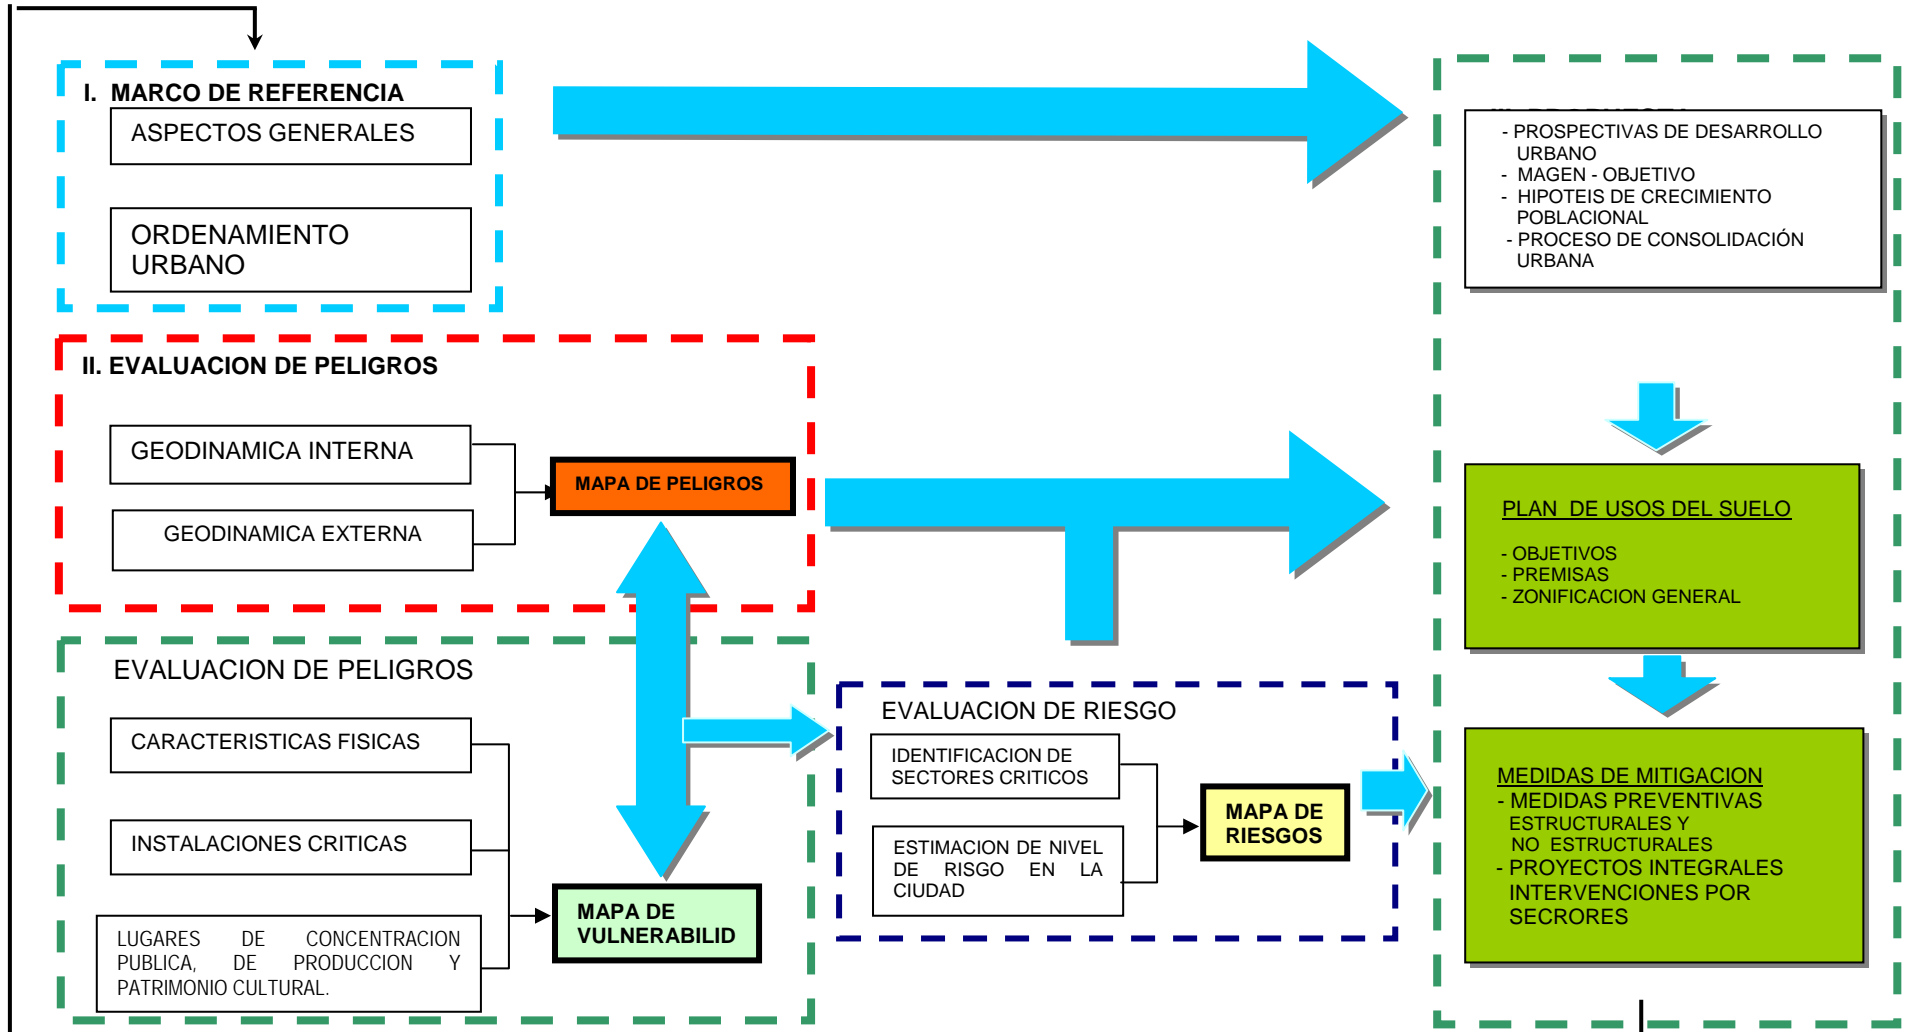 I. MARCO DE REFERENCIA
ASPECTOS GENERALES
ORDENAMIENTO
URBANO
II. EVALUACION DE PELIGROS
GEODINAMICA INTERNA
GEODINAMICA EXTERNA
MAPA DE PELIGROS
EVALUACION DE PELIGROS
CARACTERISTICAS FISICAS
INSTALACIONES CRITICAS
LUGARES DE CONCENTRACION
PUBLICA, DE PRODUCCION Y
PATRIMONIO CULTURAL.
MAPA DE
VULNERABILID
EVALUACION DE RIESGO
IDENTIFICACION DE
SECTORES CRITICOS
ESTIMACION DE NIVEL
DE RISGO EN LA
CIUDAD
MAPA DE
RIESGOS
- PROSPECTIVAS DE DESARROLLO
URBANO
- MAGEN - OBJETIVO
- HIPOTEIS DE CRECIMIENTO
POBLACIONAL
- PROCESO DE CONSOLIDACIÓN
URBANA
PLAN DE USOS DEL SUELO
- OBJETIVOS
- PREMISAS
- ZONIFICACION GENERAL
MEDIDAS DE MITIGACION
- MEDIDAS PREVENTIVAS
ESTRUCTURALES Y
NO ESTRUCTURALES
- PROYECTOS INTEGRALES
INTERVENCIONES POR
SECRORES